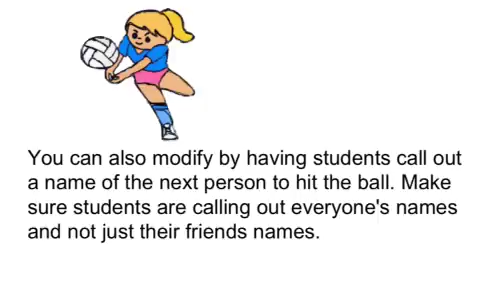 You can also modify by having students call out
a name of the next person to hit the ball. Make
sure students are calling out everyone's names
and not just their friends names.